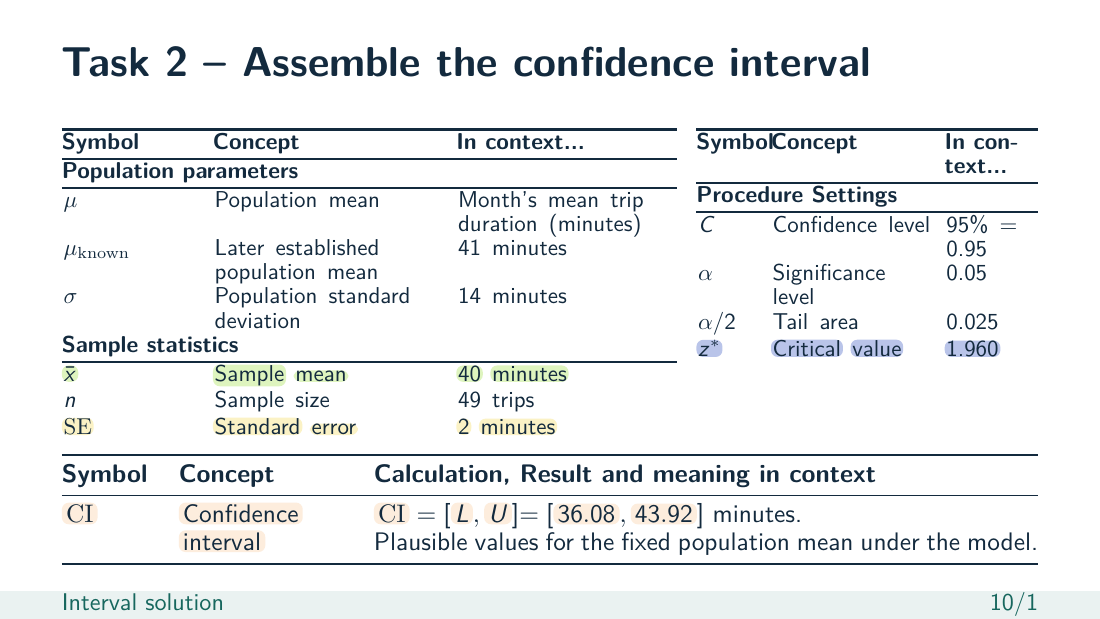 Task 2 – Assemble the confidence interval
Symbol Concept In context...
Population parameters
μ Population mean Month's mean trip
duration (minutes)
μknown Later established 41 minutes
population mean
σ Population standard 14 minutes
deviation
Sample statistics
x̄ Sample mean 40 minutes
n Sample size 49 trips
SE Standard error 2 minutes
Symbol Concept In con-
text...
Procedure Settings
C Confidence level 95% =
0.95
α Significance 0.05
level
α/2 Tail area 0.025
z* Critical value 1.960
Symbol Concept Calculation, Result and meaning in context
CI Confidence CI = [L, U]= [36.08, 43.92] minutes.
interval Plausible values for the fixed population mean under the model.
Interval solution 10/1